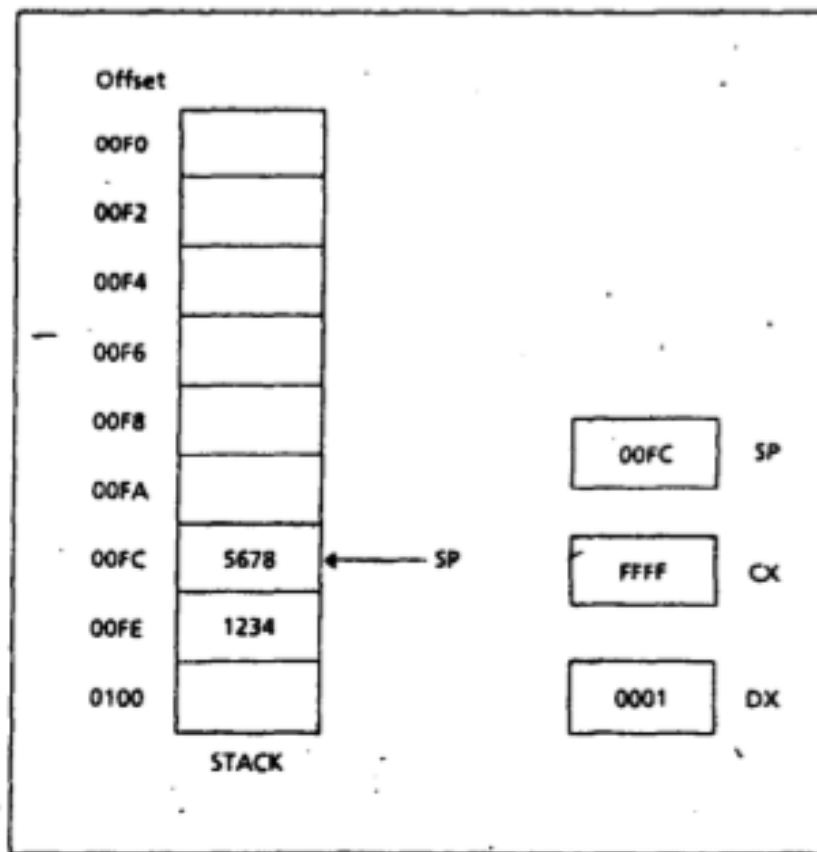 Offset
00F0
00F2
00F4
00F6
00F8
00FA
00FC 5678 SP
00FE 1234
0100
STACK
00FC SP
FFFF CX
0001 DX